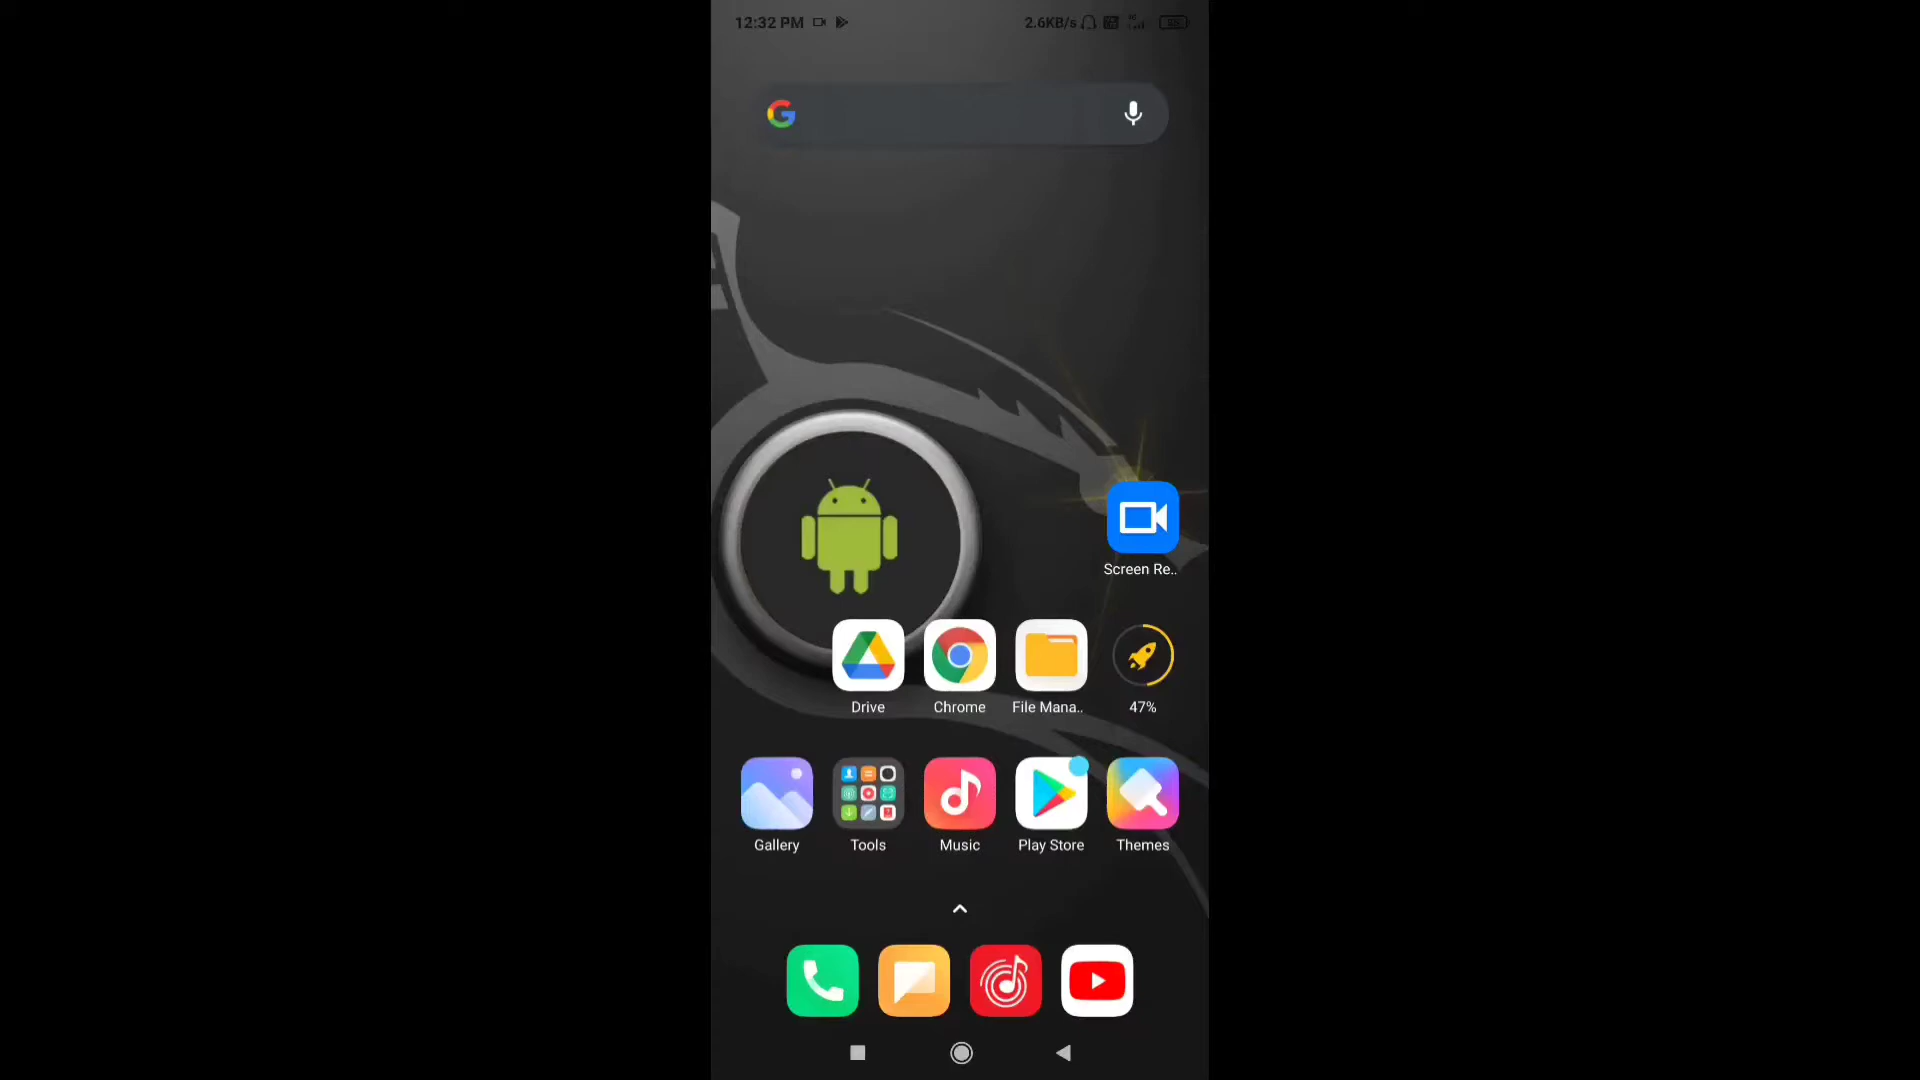 12:32 PM
2.6KB/s
Screen Re..
Drive
Chrome
File Mana..
47%
Gallery
Tools
Music
Play Store
Themes